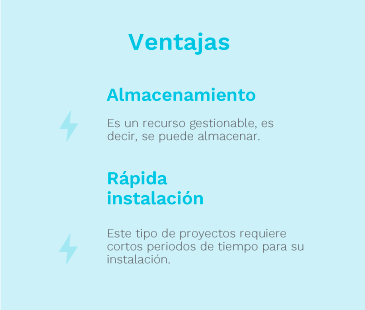 Ventajas
Almacenamiento
Es un recurso gestionable, es
decir, se puede almacenar.
Rápida
instalación
Este tipo de proyectos requiere
cortos periodos de tiempo para su
instalación.